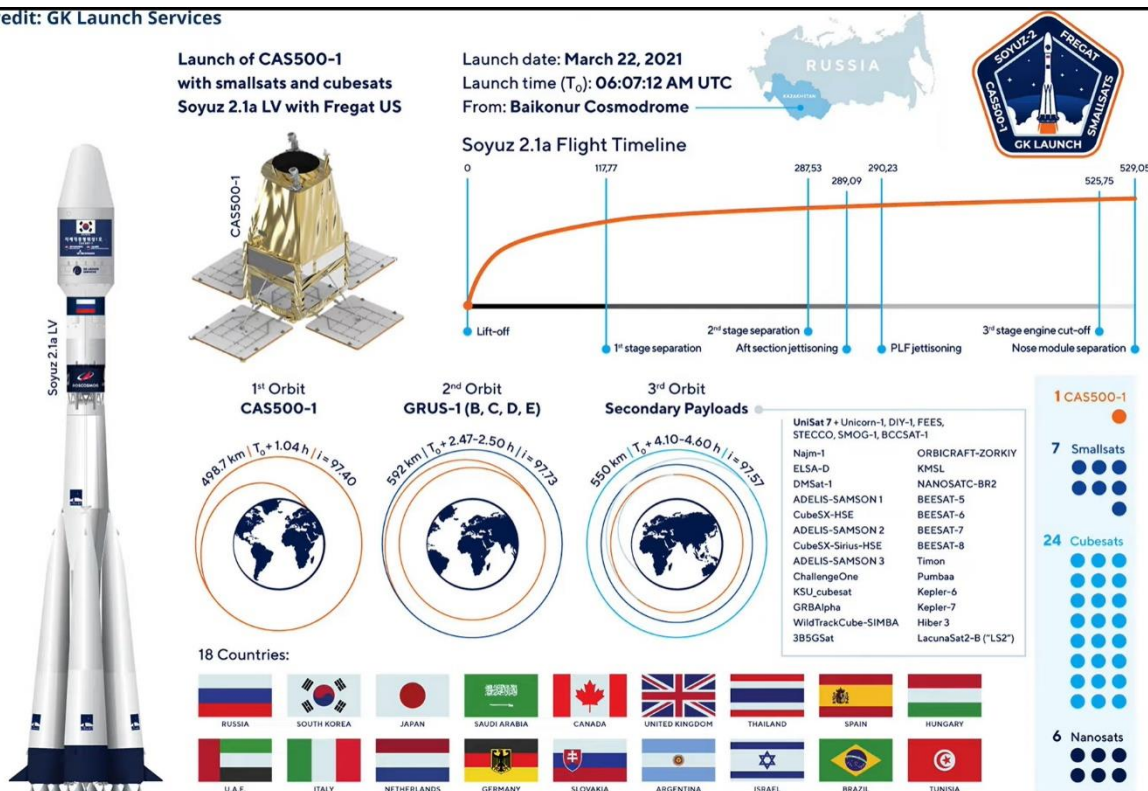 edit: GK Launch Services
Launch of CAS500-1
with smallsats and cubesats
Soyuz 2.1a LV with Fregat US
Launch date: March 22, 2021
Launch time (T₀): 06:07:12 AM UTC
From: Baikonur Cosmodrome
RUSSIA
KAZAKHSTAN
SOYUZ-2
FREGAT
CAS500-1
SMALLSATS
GK LAUNCH
CAS500-1
Soyuz 2.1a LV
GK LAUNCH
SERVICES
РОСКОСМОС
Soyuz 2.1a Flight Timeline
0
117,77
287,53
289,09
290,23
525,75
529,05
Lift-off
1st stage separation
2nd stage separation
Aft section jettisoning
PLF jettisoning
3rd stage engine cut-off
Nose module separation
1st Orbit
CAS500-1
498.7 km | T₀+1.04 h | i = 97.40
2nd Orbit
GRUS-1 (B, C, D, E)
592 km | T₀+2.47-2.50 h | i = 97.73
3rd Orbit
Secondary Payloads
550 km | T₀+4.10-4.60 h | i = 97.57
UniSat 7 + Unicorn-1, DIY-1, FEES,
STECCO, SMOG-1, BCCSAT-1
Najm-1
ELSA-D
DMSat-1
ADELIS-SAMSON 1
CubeSX-HSE
ADELIS-SAMSON 2
CubeSX-Sirius-HSE
ADELIS-SAMSON 3
ChallengeOne
KSU_cubesat
GRBAlpha
WildTrackCube-SIMBA
3B5GSat
ORBICRAFT-ZORKIY
KMSL
NANOSATC-BR2
BEESAT-5
BEESAT-6
BEESAT-7
BEESAT-8
Timon
Pumbaa
Kepler-6
Kepler-7
Hiber 3
LacunaSat2-B ("LS2")
1 CAS500-1
7 Smallsats
24 Cubesats
6 Nanosats
18 Countries:
RUSSIA
SOUTH KOREA
JAPAN
SAUDI ARABIA
CANADA
UNITED KINGDOM
THAILAND
SPAIN
HUNGARY
U.A.E.
ITALY
NETHERLANDS
GERMANY
SLOVAKIA
ARGENTINA
ISRAEL
BRAZIL
TUNISIA